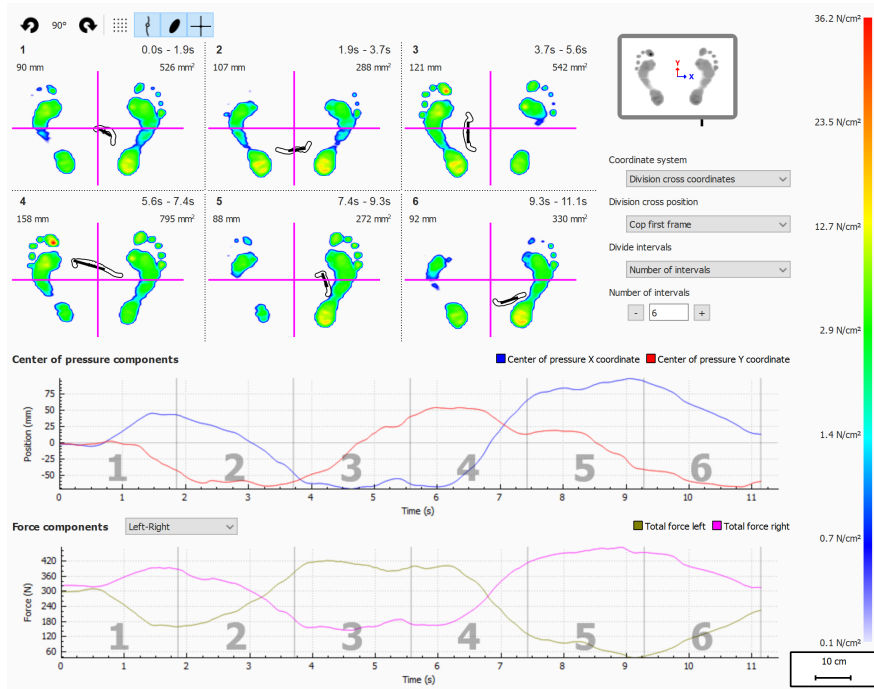 90°
1 0.0s - 1.9s
90 mm 526 mm²
2 1.9s - 3.7s
107 mm 288 mm²
3 3.7s - 5.6s
121 mm 542 mm²
4 5.6s - 7.4s
158 mm 795 mm²
5 7.4s - 9.3s
88 mm 272 mm²
6 9.3s - 11.1s
92 mm 330 mm²
Y
X
Coordinate system
Division cross coordinates
Division cross position
Cop first frame
Divide intervals
Number of intervals
Number of intervals
- 6 +
36.2 N/cm²
23.5 N/cm²
12.7 N/cm²
2.9 N/cm²
1.4 N/cm²
0.7 N/cm²
0.1 N/cm²
10 cm
Center of pressure components
Center of pressure X coordinate Center of pressure Y coordinate
Position (mm)
75
50
25
0
-25
-50
1 2 3 4 5 6
0 1 2 3 4 5 6 7 8 9 10 11
Time (s)
Force components
Left-Right
Total force left Total force right
Force (N)
420
360
300
240
180
120
60
1 2 3 4 5 6
0 1 2 3 4 5 6 7 8 9 10 11
Time (s)